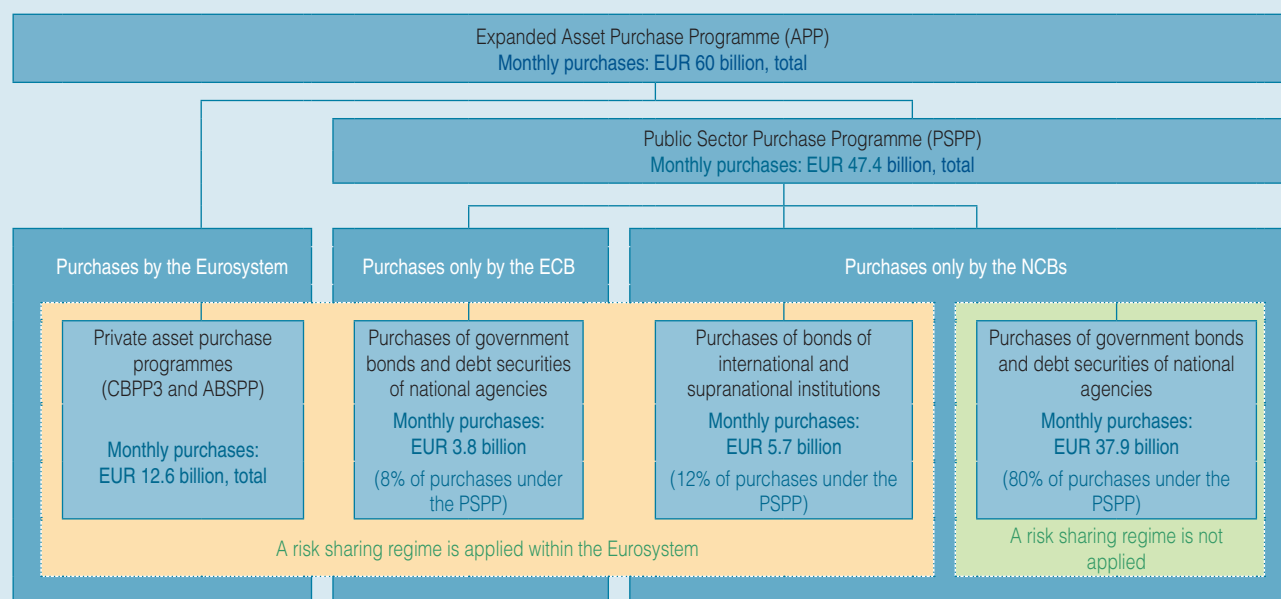 Expanded Asset Purchase Programme (APP)
Monthly purchases: EUR 60 billion, total
Public Sector Purchase Programme (PSPP)
Monthly purchases: EUR 47.4 billion, total
Purchases by the Eurosystem
Purchases only by the ECB
Purchases only by the NCBs
Private asset purchase
programmes
(CBPP3 and ABSPP)
Monthly purchases:
EUR 12.6 billion, total
Purchases of government
bonds and debt securities
of national agencies
Monthly purchases:
EUR 3.8 billion
(8% of purchases under
the PSPP)
Purchases of bonds of
international and
supranational institutions
Monthly purchases:
EUR 5.7 billion
(12% of purchases under the
PSPP)
Purchases of government bonds
and debt securities of national
agencies
Monthly purchases:
EUR 37.9 billion
(80% of purchases under the
PSPP)
A risk sharing regime is applied within the Eurosystem
A risk sharing regime is not
applied